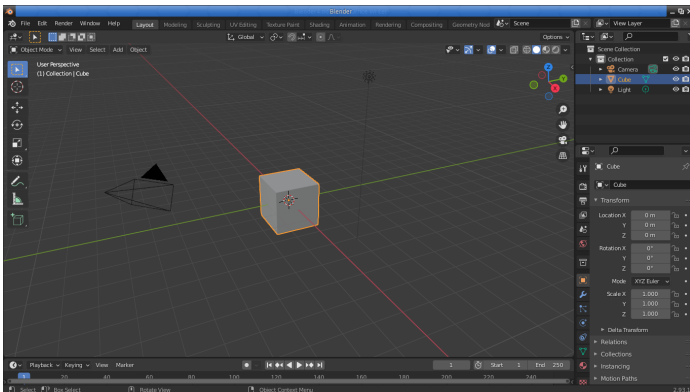 Blender
File Edit Render Window Help Layout Modeling Sculpting UV Editing Texture Paint Shading Animation Rendering Compositing Geometry Nod Scene View Layer
Global Options
Object Mode View Select Add Object
User Perspective
(1) Collection | Cube
Z
Y
X
Scene Collection
Collection
Camera
Cube
Light
Cube
Cube
Transform
Location X 0 m
Y 0 m
Z 0 m
Rotation X 0°
Y 0°
Z 0°
Mode XYZ Euler
Scale X 1.000
Y 1.000
Z 1.000
Delta Transform
Relations
Collections
Instancing
Motion Paths
Playback Keying View Marker 1 Start 1 End 250
1 20 40 60 80 100 120 140 160 180 200 220 240
Select Box Select Rotate View Object Context Menu 2.93